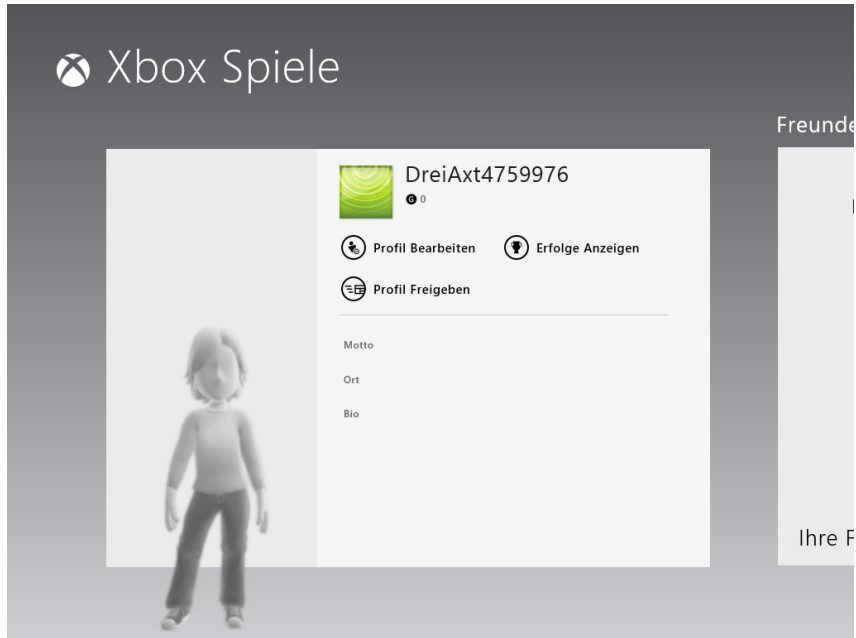 Xbox Spiele
Freunde
DreiAxt4759976
G 0
Profil Bearbeiten
Erfolge Anzeigen
Profil Freigeben
Motto
Ort
Bio
Ihre F